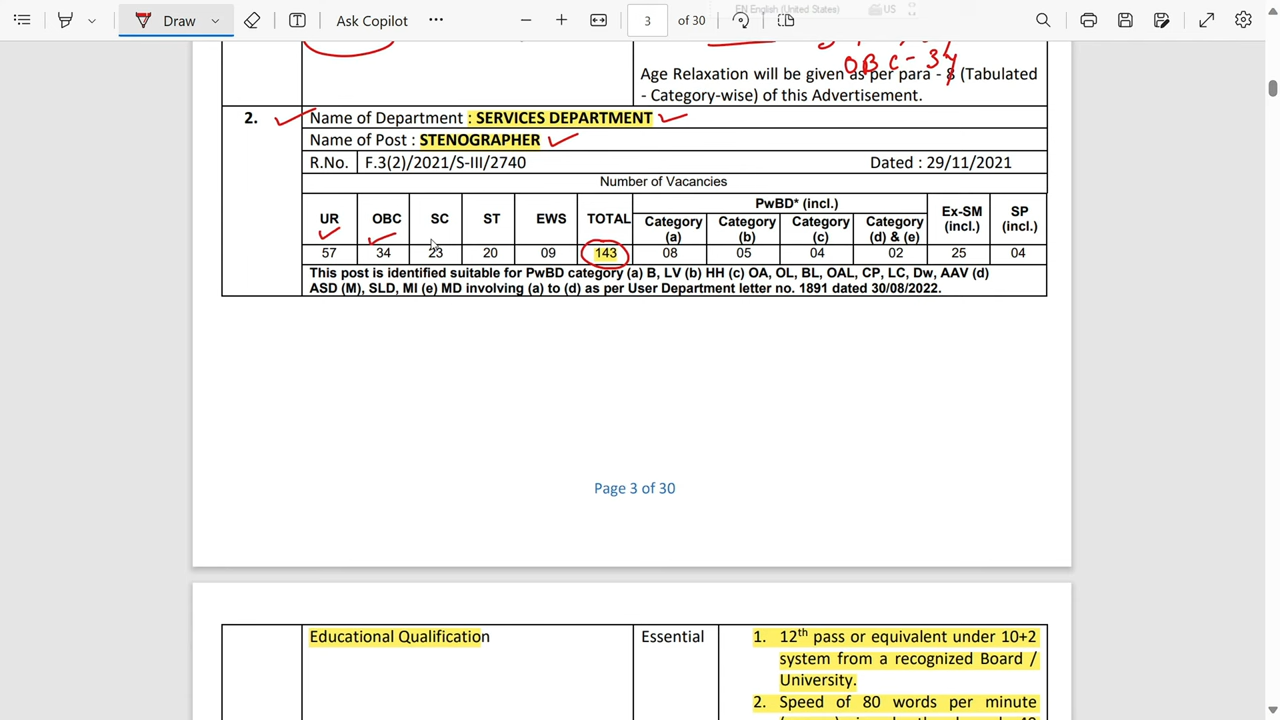 Draw
Ask Copilot
3 of 30
EN English (United States)
US
OBC - 34
Age Relaxation will be given as per para - 8 (Tabulated
- Category-wise) of this Advertisement.
2. Name of Department : SERVICES DEPARTMENT
Name of Post : STENOGRAPHER
R.No. F.3(2)/2021/S-III/2740 Dated : 29/11/2021
Number of Vacancies
UR OBC SC ST EWS TOTAL PwBD* (incl.) Ex-SM (incl.) SP (incl.)
Category (a) Category (b) Category (c) Category (d) & (e)
57 34 23 20 09 143 08 05 04 02 25 04
This post is identified suitable for PwBD category (a) B, LV (b) HH (c) OA, OL, BL, OAL, CP, LC, Dw, AAV (d)
ASD (M), SLD, MI (e) MD involving (a) to (d) as per User Department letter no. 1891 dated 30/08/2022.
Page 3 of 30
Educational Qualification Essential 1. 12th pass or equivalent under 10+2
system from a recognized Board /
University.
2. Speed of 80 words per minute